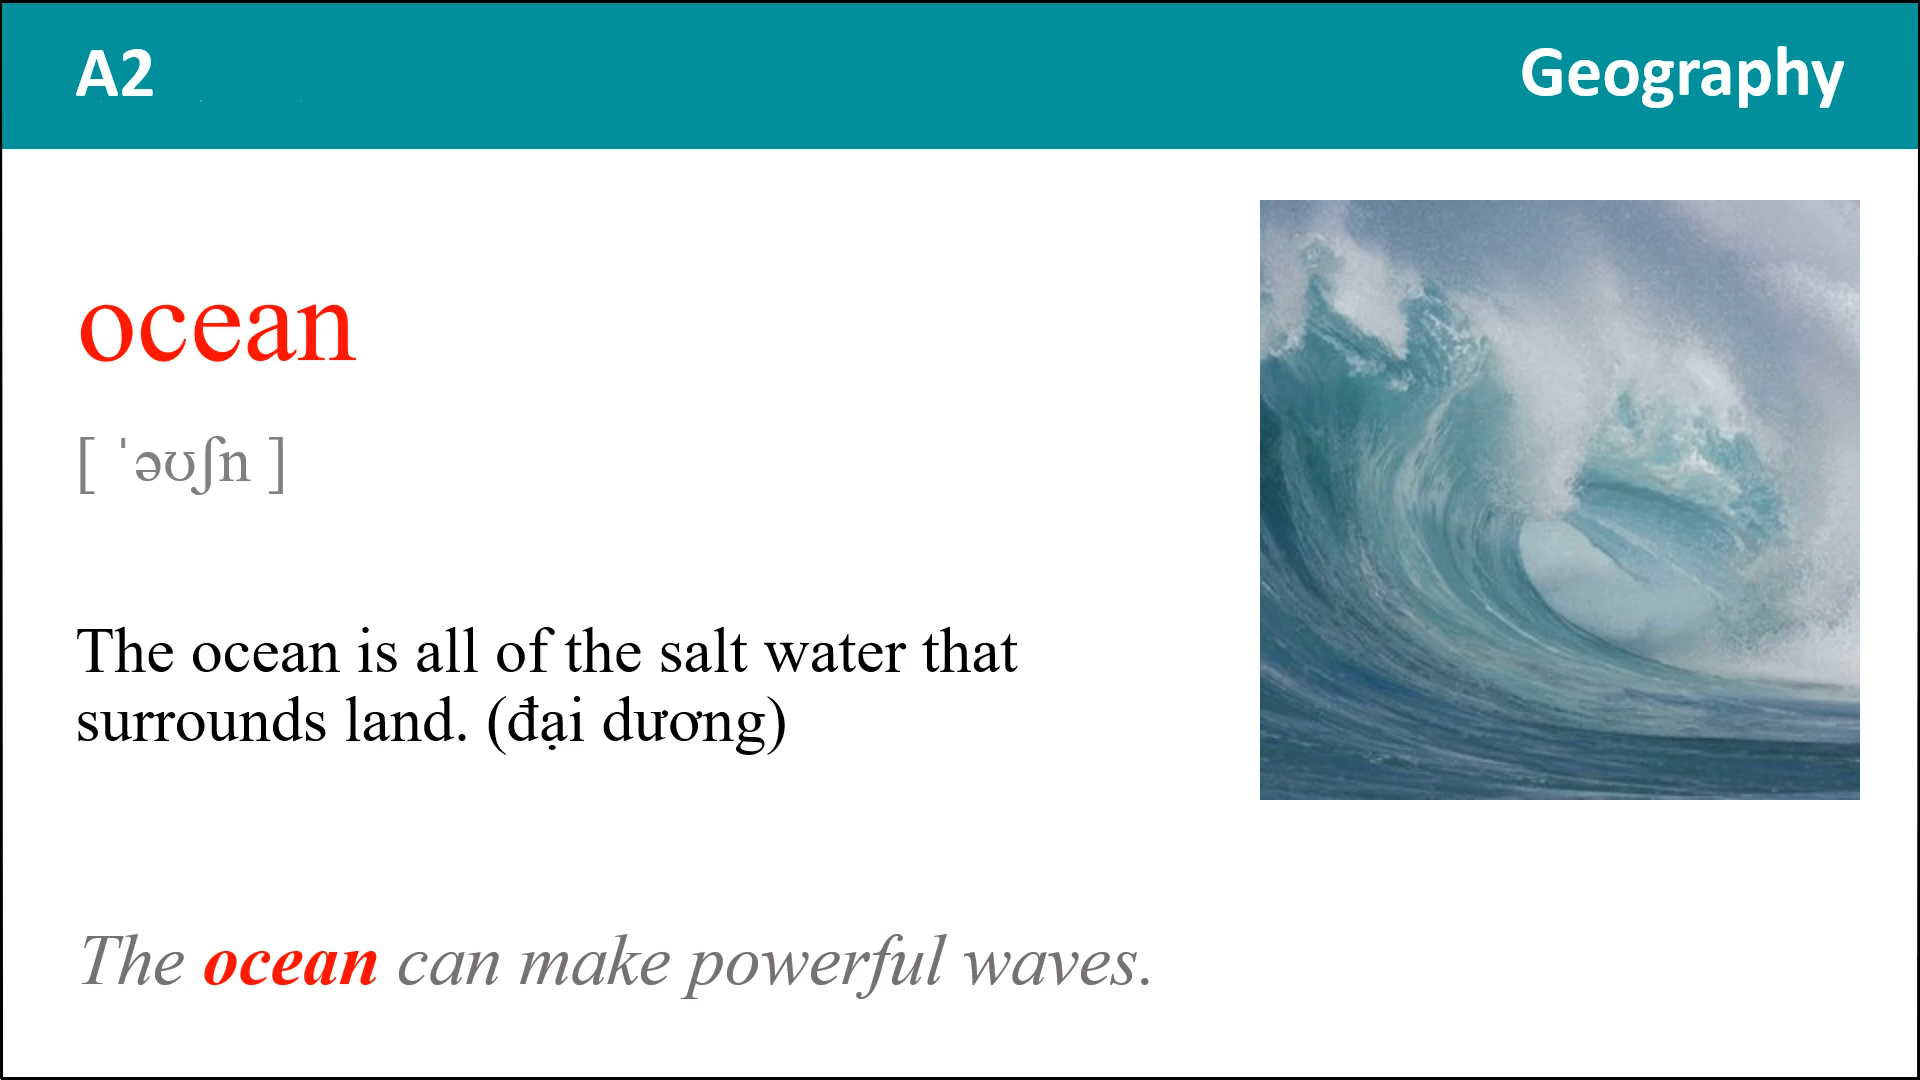 A2
Geography
ocean
[ ˈəʊʃn ]
The ocean is all of the salt water that
surrounds land. (đại dương)
The ocean can make powerful waves.